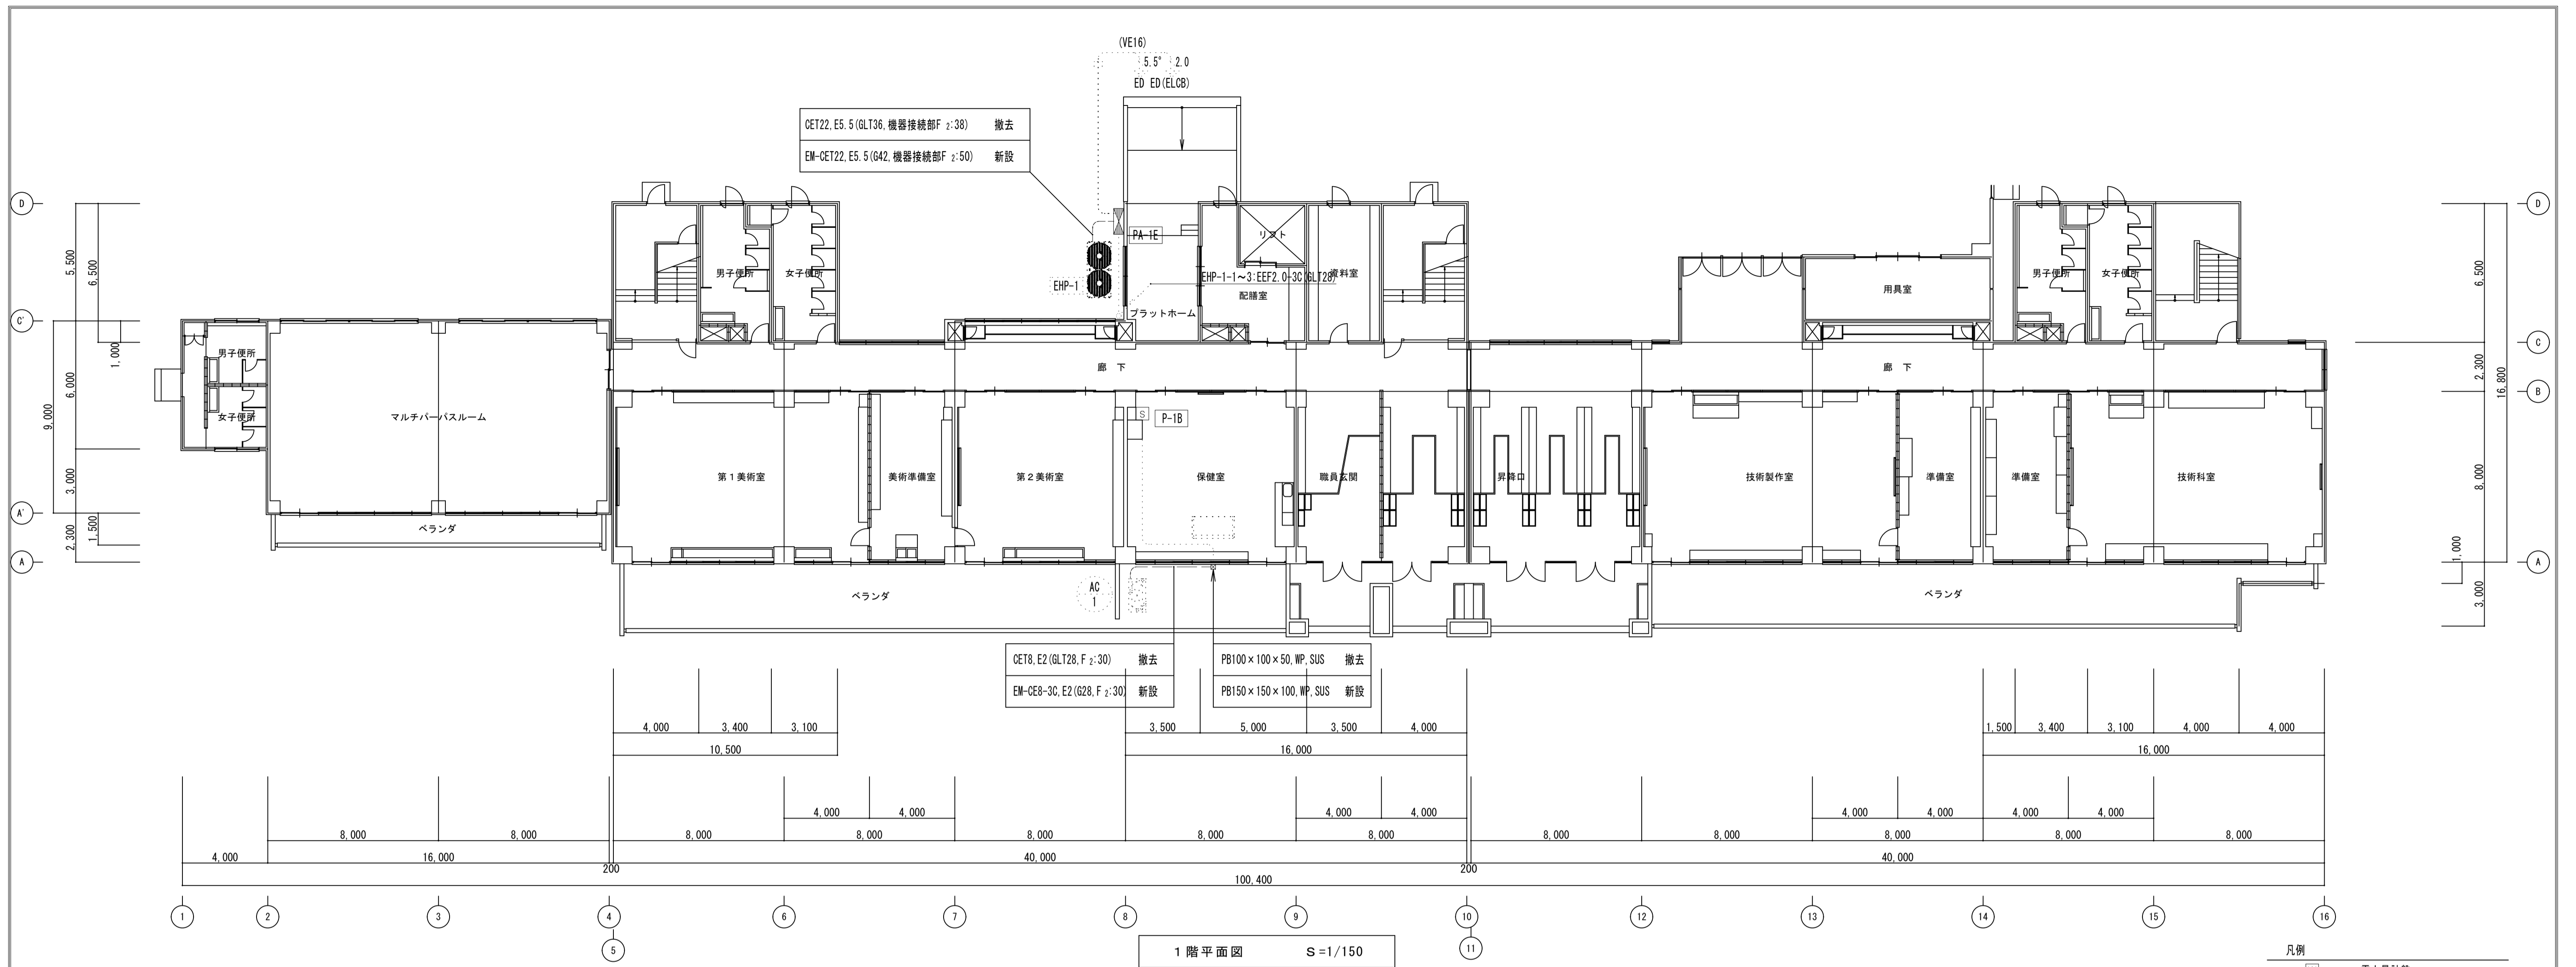 (VE16)
5.5° 2.0
ED ED(ELCB)
CET22,E5.5(GLT36,機器接続部F 2:38) 撤去
EM-CET22,E5.5(G42,機器接続部F 2:50) 新設
D
D
PA-1E
リフト
男子便所
女子便所
EHP-1
EHP-1-1~3:EEF2.0-3C(GLT28)
資料室
配膳室
プラットホーム
用具室
男子便所
女子便所
5,500
6,500
6,500
C'
C
1,000
男子便所
廊 下
廊 下
2,300
16,800
6,000
9,000
B
女子便所
マルチパーパスルーム
S
P-1B
第1美術室
美術準備室
第2美術室
保健室
職員玄関
昇降口
技術製作室
準備室
準備室
技術科室
8,000
3,000
A'
ベランダ
2,300
1,500
A
A
1,000
AC
1
ベランダ
ベランダ
3,000
CET8,E2(GLT28,F 2:30) 撤去
EM-CE8-3C,E2(G28,F 2:30) 新設
PB100×100×50,WP,SUS 撤去
PB150×150×100,WP,SUS 新設
4,000 3,400 3,100
10,500
3,500 5,000 3,500 4,000
16,000
1,500 3,400 3,100 4,000 4,000
16,000
4,000 4,000 4,000 4,000 4,000 4,000 4,000 4,000
8,000 8,000 8,000 8,000 8,000 8,000 8,000 8,000 8,000 8,000 8,000 8,000
4,000 16,000 40,000 40,000
200 200
100,400
1 2 3 4 6 7 8 9 10 12 13 14 15 16
5 11
1階平面図 S=1/150
凡例